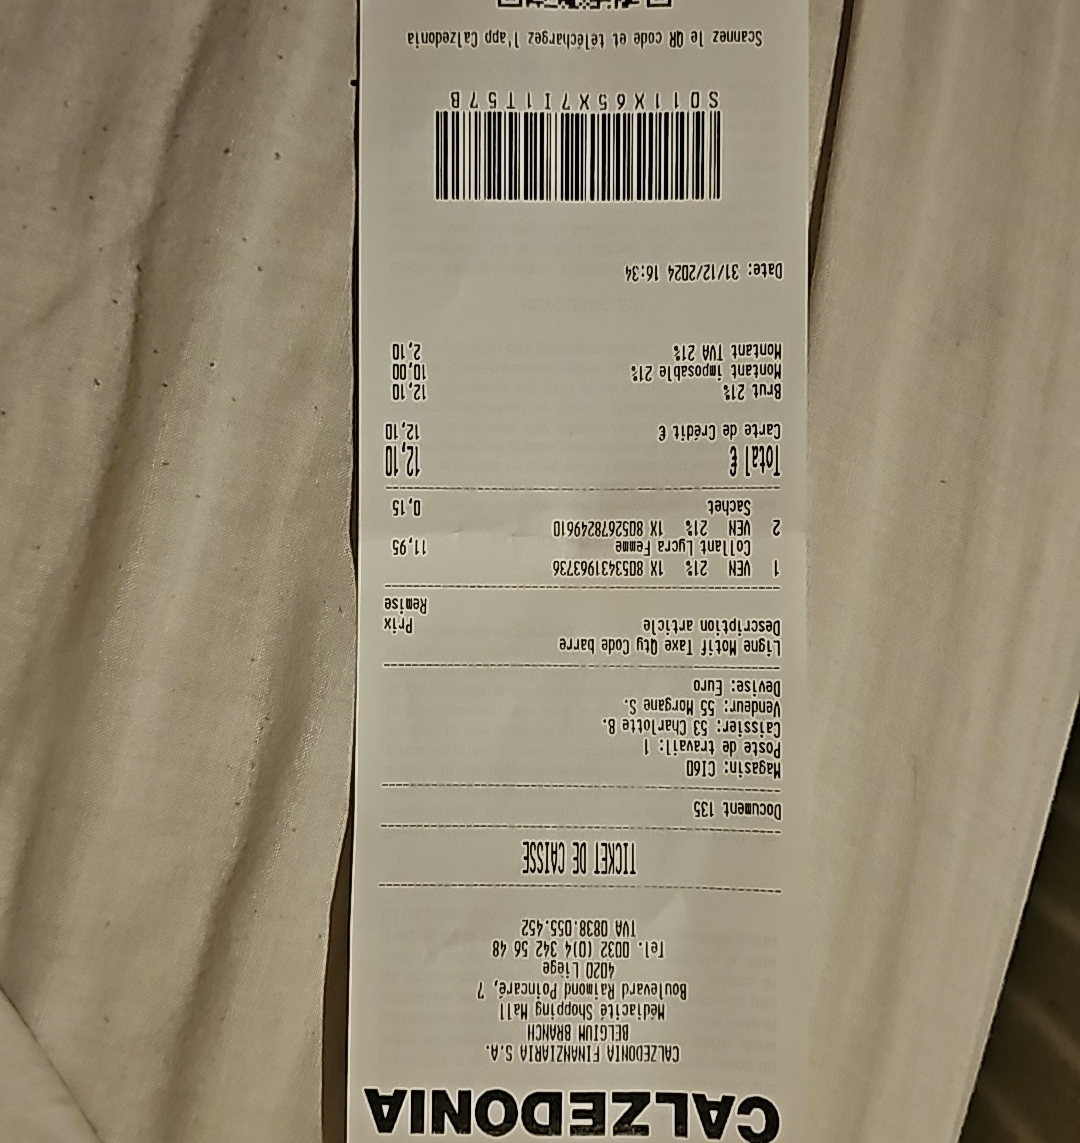 CALZEDONIA
CALZEDONIA FINANZIARIA S.A.
BELGIUM BRANCH
Médiacité Shopping Mall
Boulevard Raimond Poincaré, 7
4020 Liège
Tel. 0032 (0)4 342 56 48
TVA 0838.055.452
TICKET DE CAISSE
Document 135
Magasin: CI6D
Poste de travail: 1
Caissier: 53 Charlotte B.
Vendeur: 55 Morgane S.
Devise: Euro
Ligne Motif Taxe Qty Code barre
Description article Prix
Remise
1 VEN 21% 1X 8053431963736
Collant Lycra Femme 11,95
2 VEN 21% 1X 8052678249610
Sachet 0,15
Total € 12,10
Carte de Crédit € 12,10
Brut 21% 12,10
Montant imposable 21% 10,00
Montant TVA 21% 2,10
Date: 31/12/2024 16:34
S011X65X7I1T57B
Scannez le QR code et téléchargez l'app Calzedonia